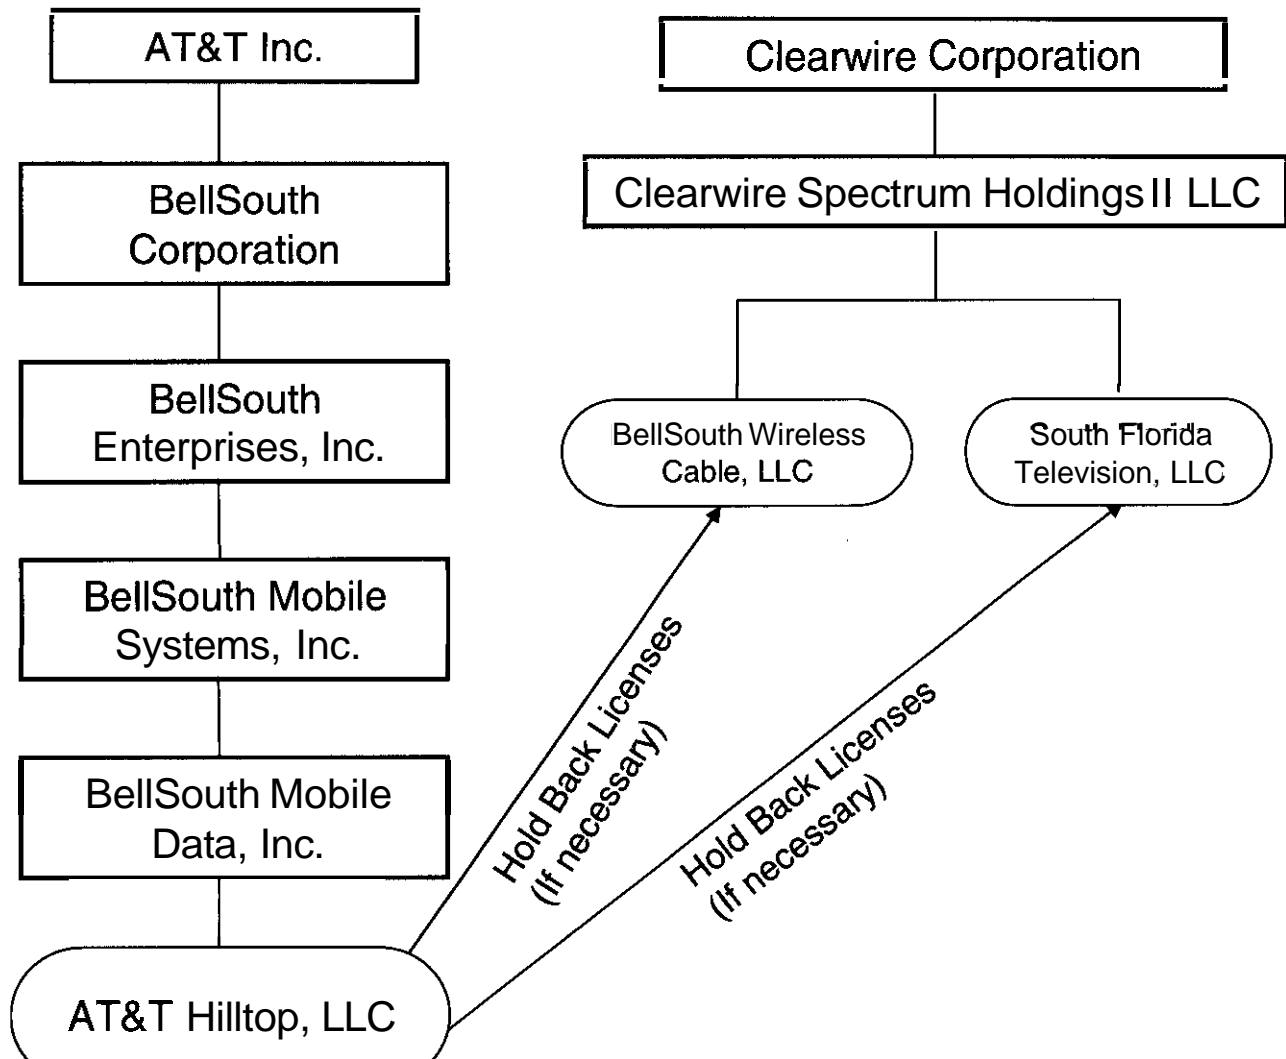 AT&T Inc.
BellSouth
Corporation
BellSouth
Enterprises, Inc.
BellSouth Mobile
Systems, Inc.
BellSouth Mobile
Data, Inc.
AT&T Hilltop, LLC
Clearwire Corporation
Clearwire Spectrum Holdings II LLC
BellSouth Wireless
Cable, LLC
South Florida
Television, LLC
Hold Back Licenses
(If necessary)
Hold Back Licenses
(If necessary)